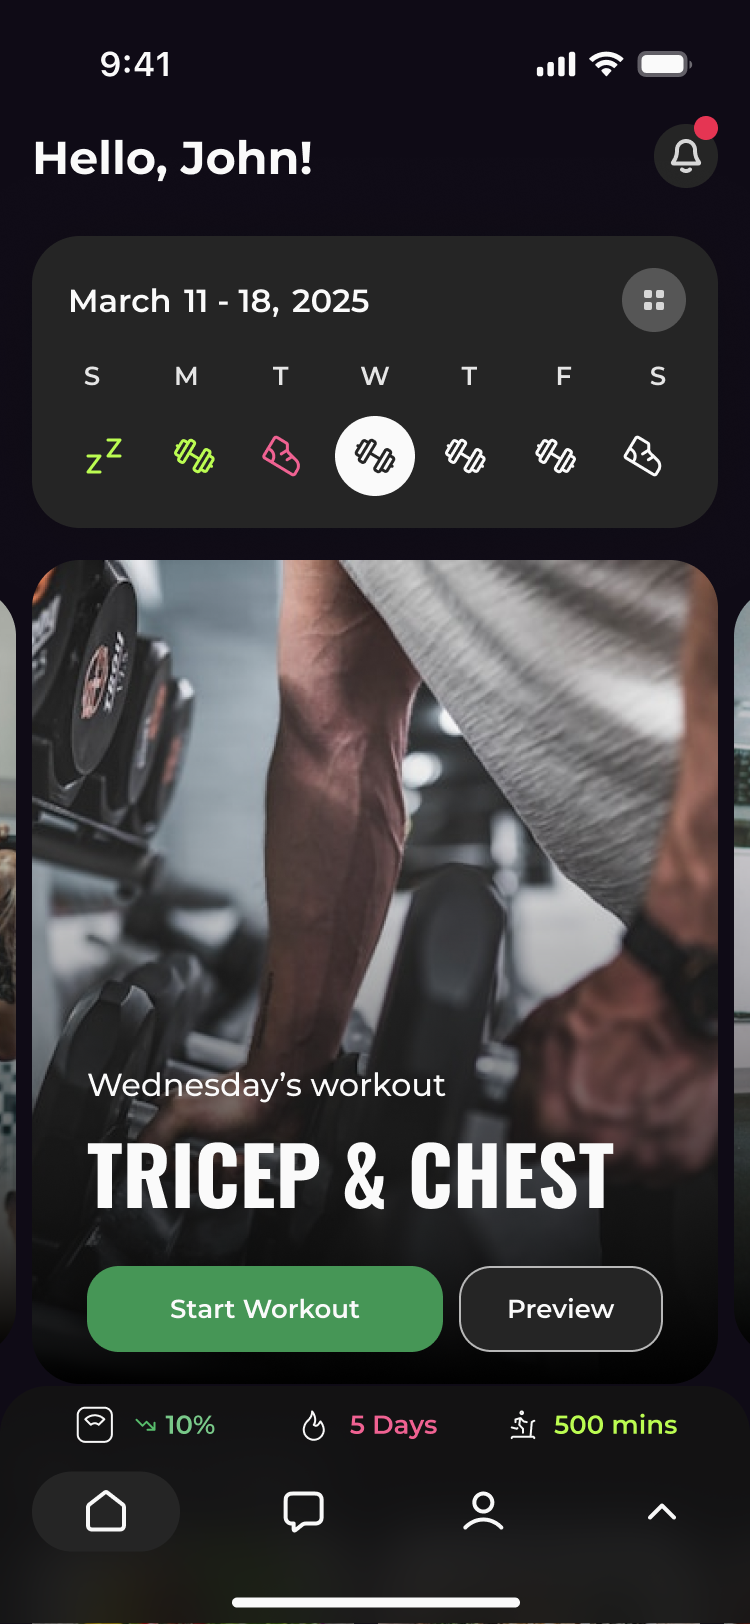 9:41
Hello, John!
March 11 - 18, 2025
S M T W T F S
z z
Wednesday's workout
TRICEP & CHEST
Start Workout Preview
10% 5 Days 500 mins